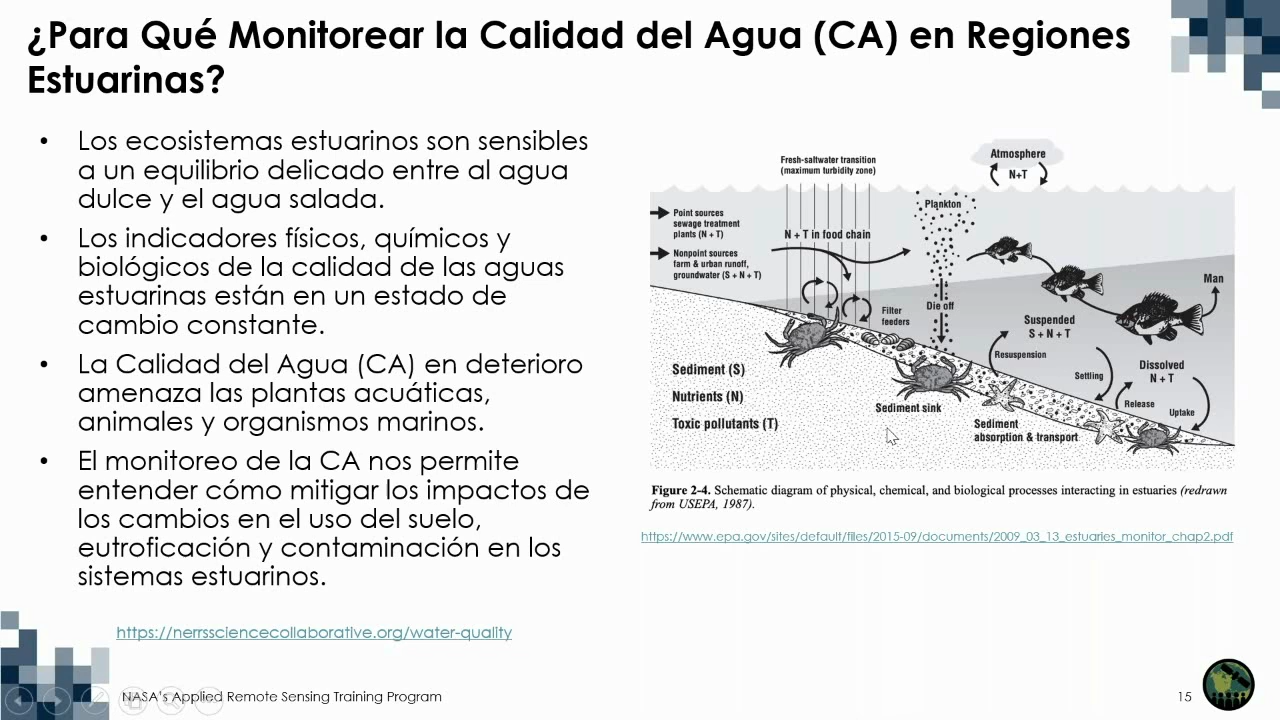 ¿Para Qué Monitorear la Calidad del Agua (CA) en Regiones
Estuarinas?
• Los ecosistemas estuarinos son sensibles
a un equilibrio delicado entre al agua
dulce y el agua salada.
• Los indicadores físicos, químicos y
biológicos de la calidad de las aguas
estuarinas están en un estado de
cambio constante.
• La Calidad del Agua (CA) en deterioro
amenaza las plantas acuáticas,
animales y organismos marinos.
• El monitoreo de la CA nos permite
entender cómo mitigar los impactos de
los cambios en el uso del suelo,
eutroficación y contaminación en los
sistemas estuarinos.
https://nerrssciencecollaborative.org/water-quality
Fresh-saltwater transition
(maximum turbidity zone)
Atmosphere
N+T
Point sources
sewage treatment
plants (N + T)
Nonpoint sources
farm & urban runoff,
groundwater (S + N + T)
N + T in food chain
Plankton
Die off
Filter
feeders
Man
Suspended
S + N + T
Resuspension
Settling
Dissolved
N + T
Release
Uptake
Sediment (S)
Nutrients (N)
Toxic pollutants (T)
Sediment sink
Sediment
absorption & transport
Figure 2-4. Schematic diagram of physical, chemical, and biological processes interacting in estuaries (redrawn
from USEPA, 1987).
https://www.epa.gov/sites/default/files/2015-09/documents/2009_03_13_estuaries_monitor_chap2.pdf
NASA's Applied Remote Sensing Training Program
15